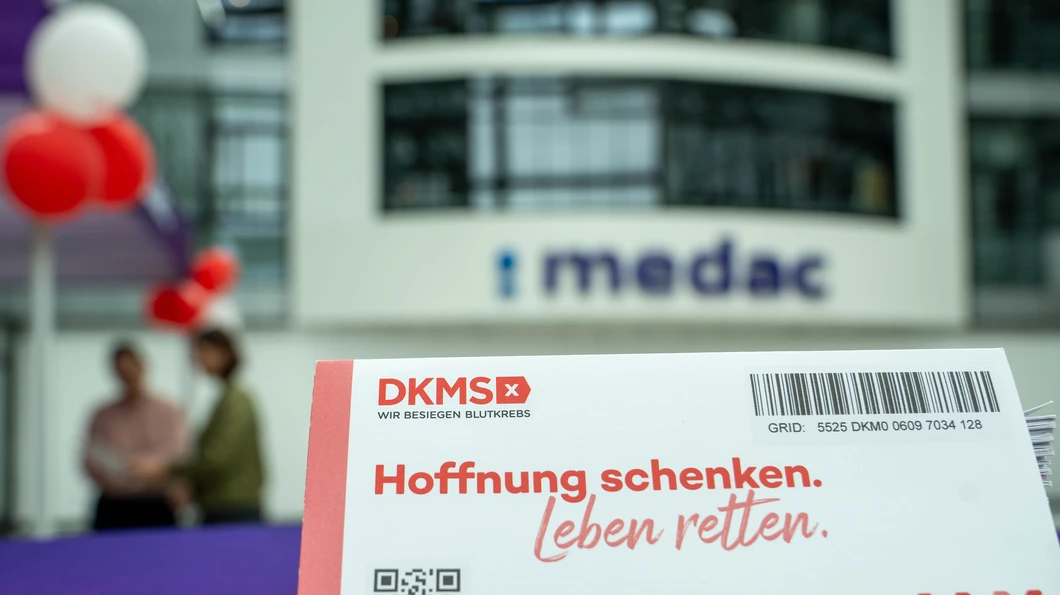 medac
DKMS
WIR BESIEGEN BLUTKREBS
GRID: 5525 DKM0 0609 7034 128
Hoffnung schenken.
Leben retten.